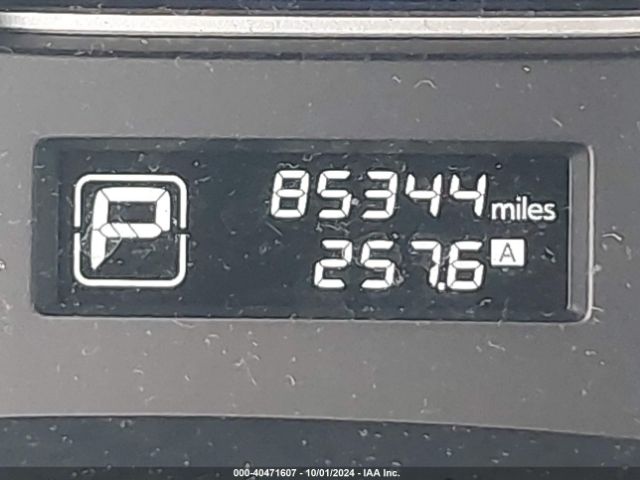 P
85344 miles
257.6 A
000-40471607 - 10/01/2024 - IAA Inc.